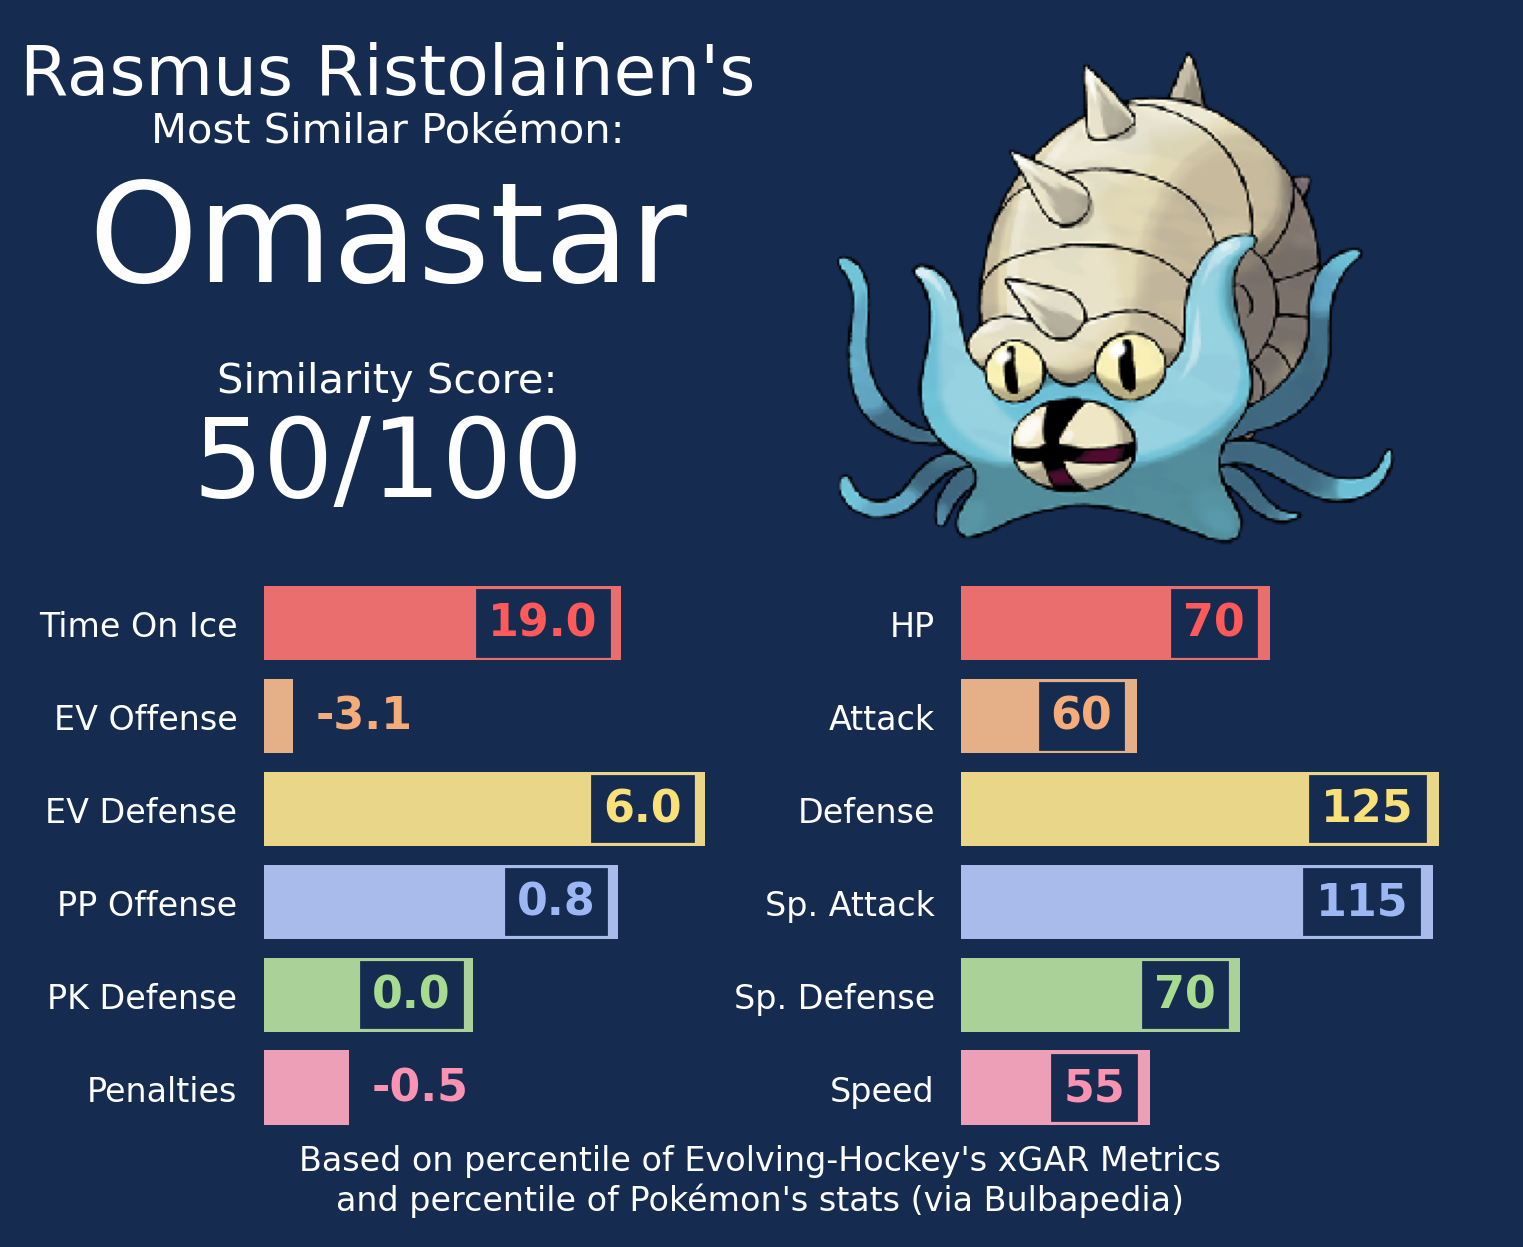 Rasmus Ristolainen's
Most Similar Pokémon:
Omastar
Similarity Score:
50/100
Time On Ice 19.0
EV Offense -3.1
EV Defense 6.0
PP Offense 0.8
PK Defense 0.0
Penalties -0.5
HP 70
Attack 60
Defense 125
Sp. Attack 115
Sp. Defense 70
Speed 55
Based on percentile of Evolving-Hockey's xGAR Metrics
and percentile of Pokémon's stats (via Bulbapedia)